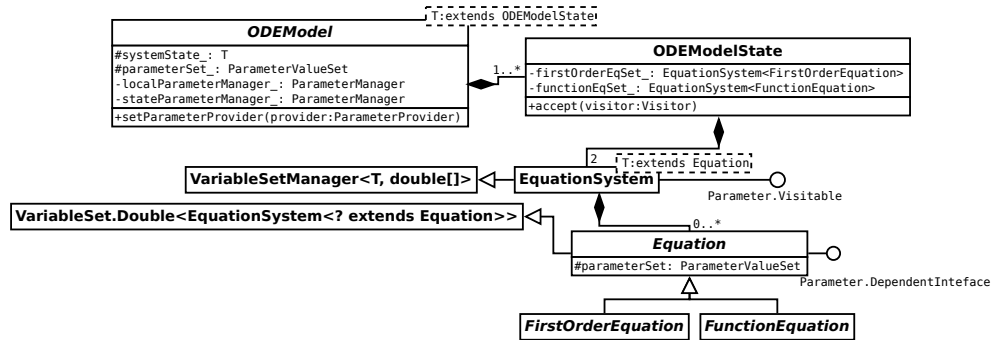 T:extends ODEModelState
ODEModel
#systemState_: T
#parameterSet_: ParameterValueSet
-localParameterManager_: ParameterManager
-stateParameterManager_: ParameterManager
+setParameterProvider(provider:ParameterProvider)
1..*
ODEModelState
-firstOrderEqSet_: EquationSystem<FirstOrderEquation>
-functionEqSet_: EquationSystem<FunctionEquation>
+accept(visitor:Visitor)
2
T:extends Equation
VariableSetManager<T, double[]>
EquationSystem
Parameter.Visitable
VariableSet.Double<EquationSystem<? extends Equation>>
0..*
Equation
#parameterSet: ParameterValueSet
Parameter.DependentInteface
FirstOrderEquation
FunctionEquation